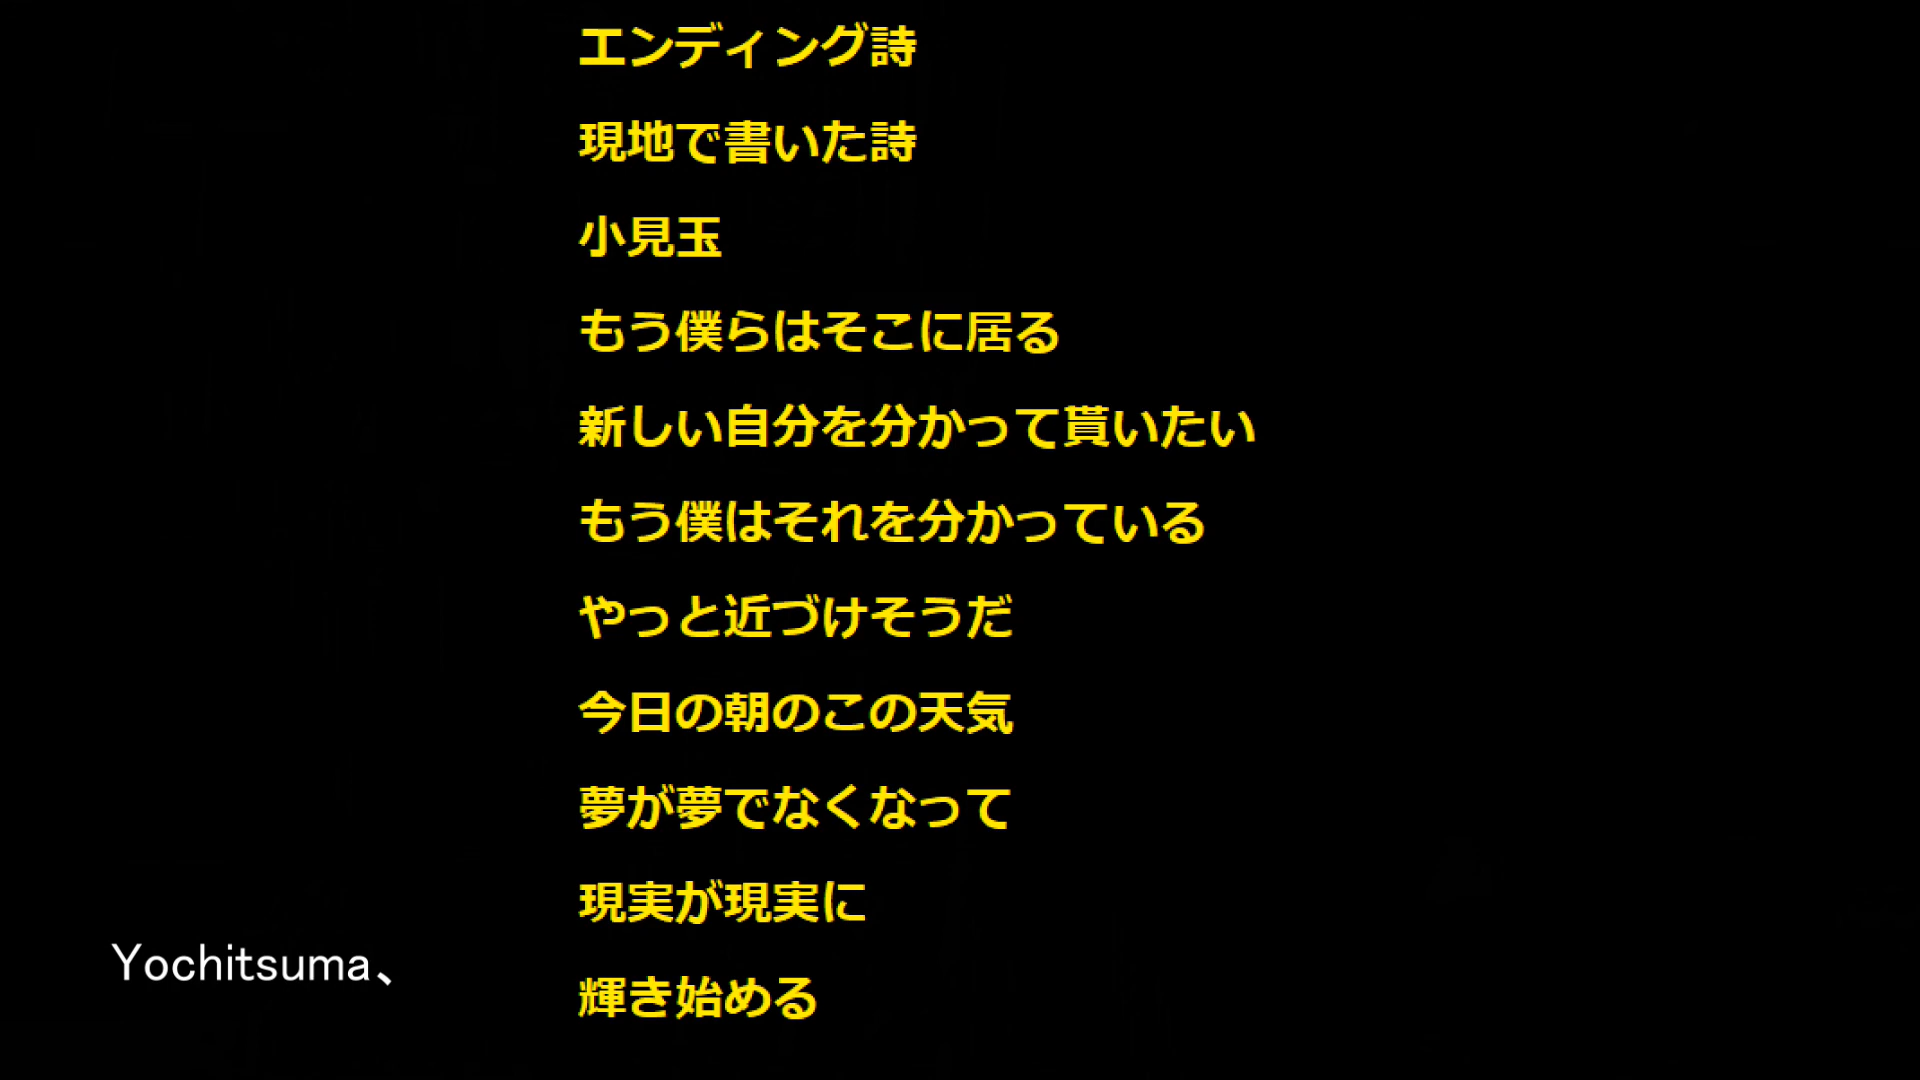 エンディング詩
現地で書いた詩
小見玉
もう僕らはそこに居る
新しい自分を分かって貰いたい
もう僕はそれを分かっている
やっと近づけそうだ
今日の朝のこの天気
夢が夢でなくなって
現実が現実に
輝き始める
Yochitsuma、